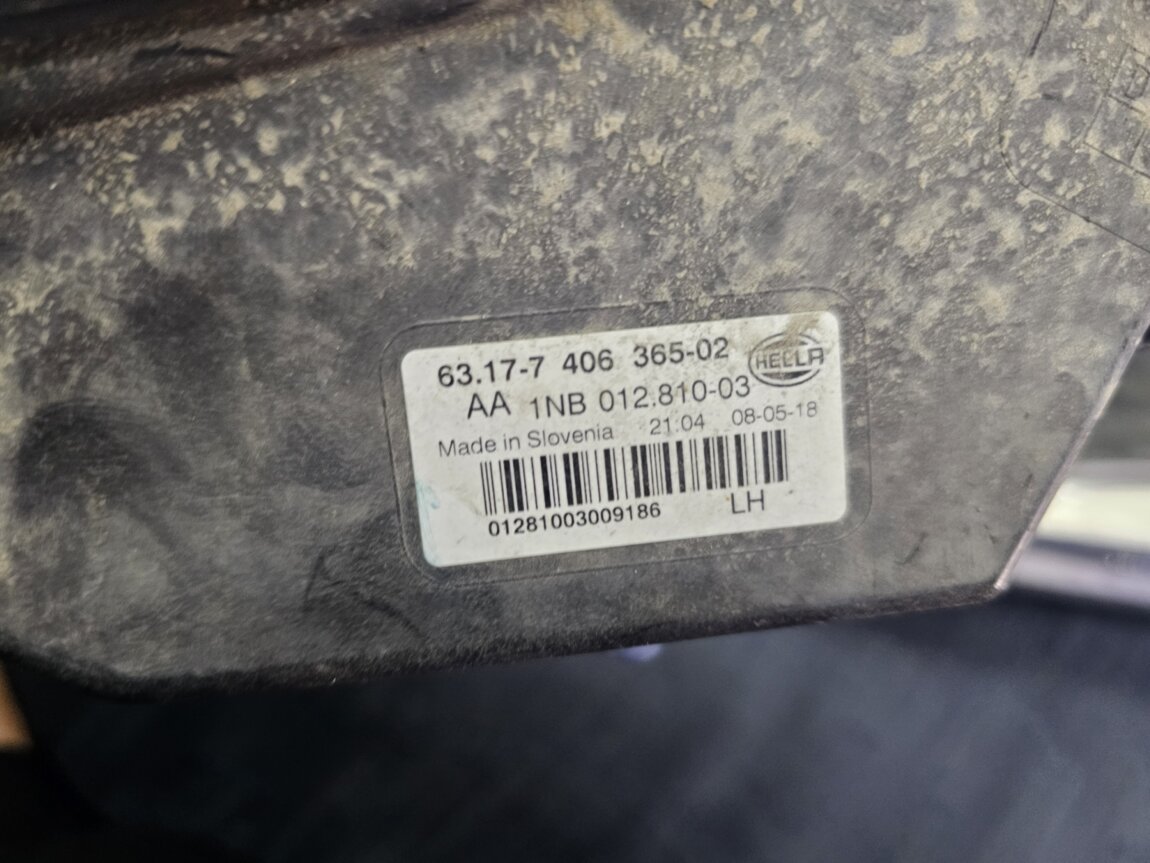 63.17-7 406 365-02
HELLA
AA 1NB 012.810-03
Made in Slovenia 21:04 08-05-18
01281003009186 LH